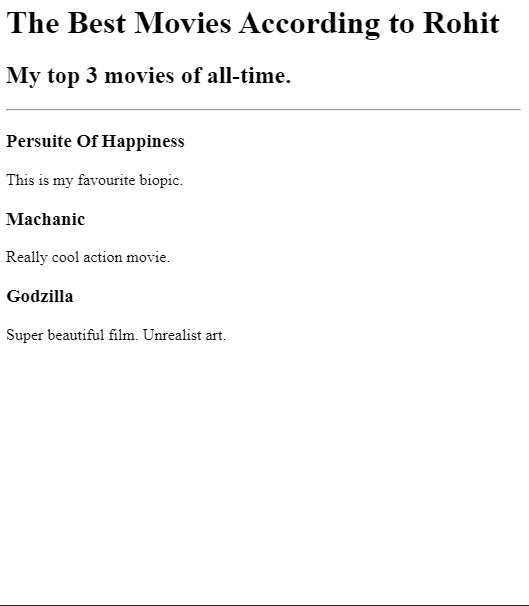 The Best Movies According to Rohit
My top 3 movies of all-time.
Persuite Of Happiness
This is my favourite biopic.
Machanic
Really cool action movie.
Godzilla
Super beautiful film. Unrealist art.